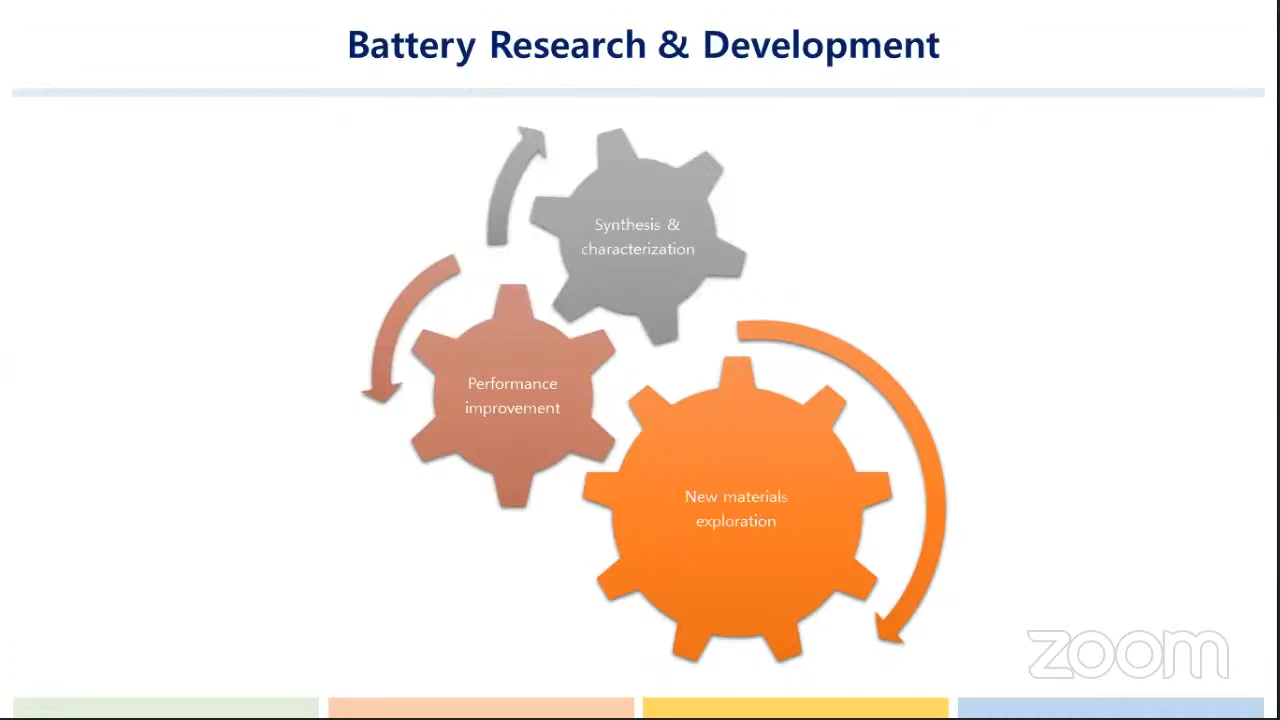 Battery Research & Development
Synthesis &
characterization
Performance
improvement
New materials
exploration
zoom